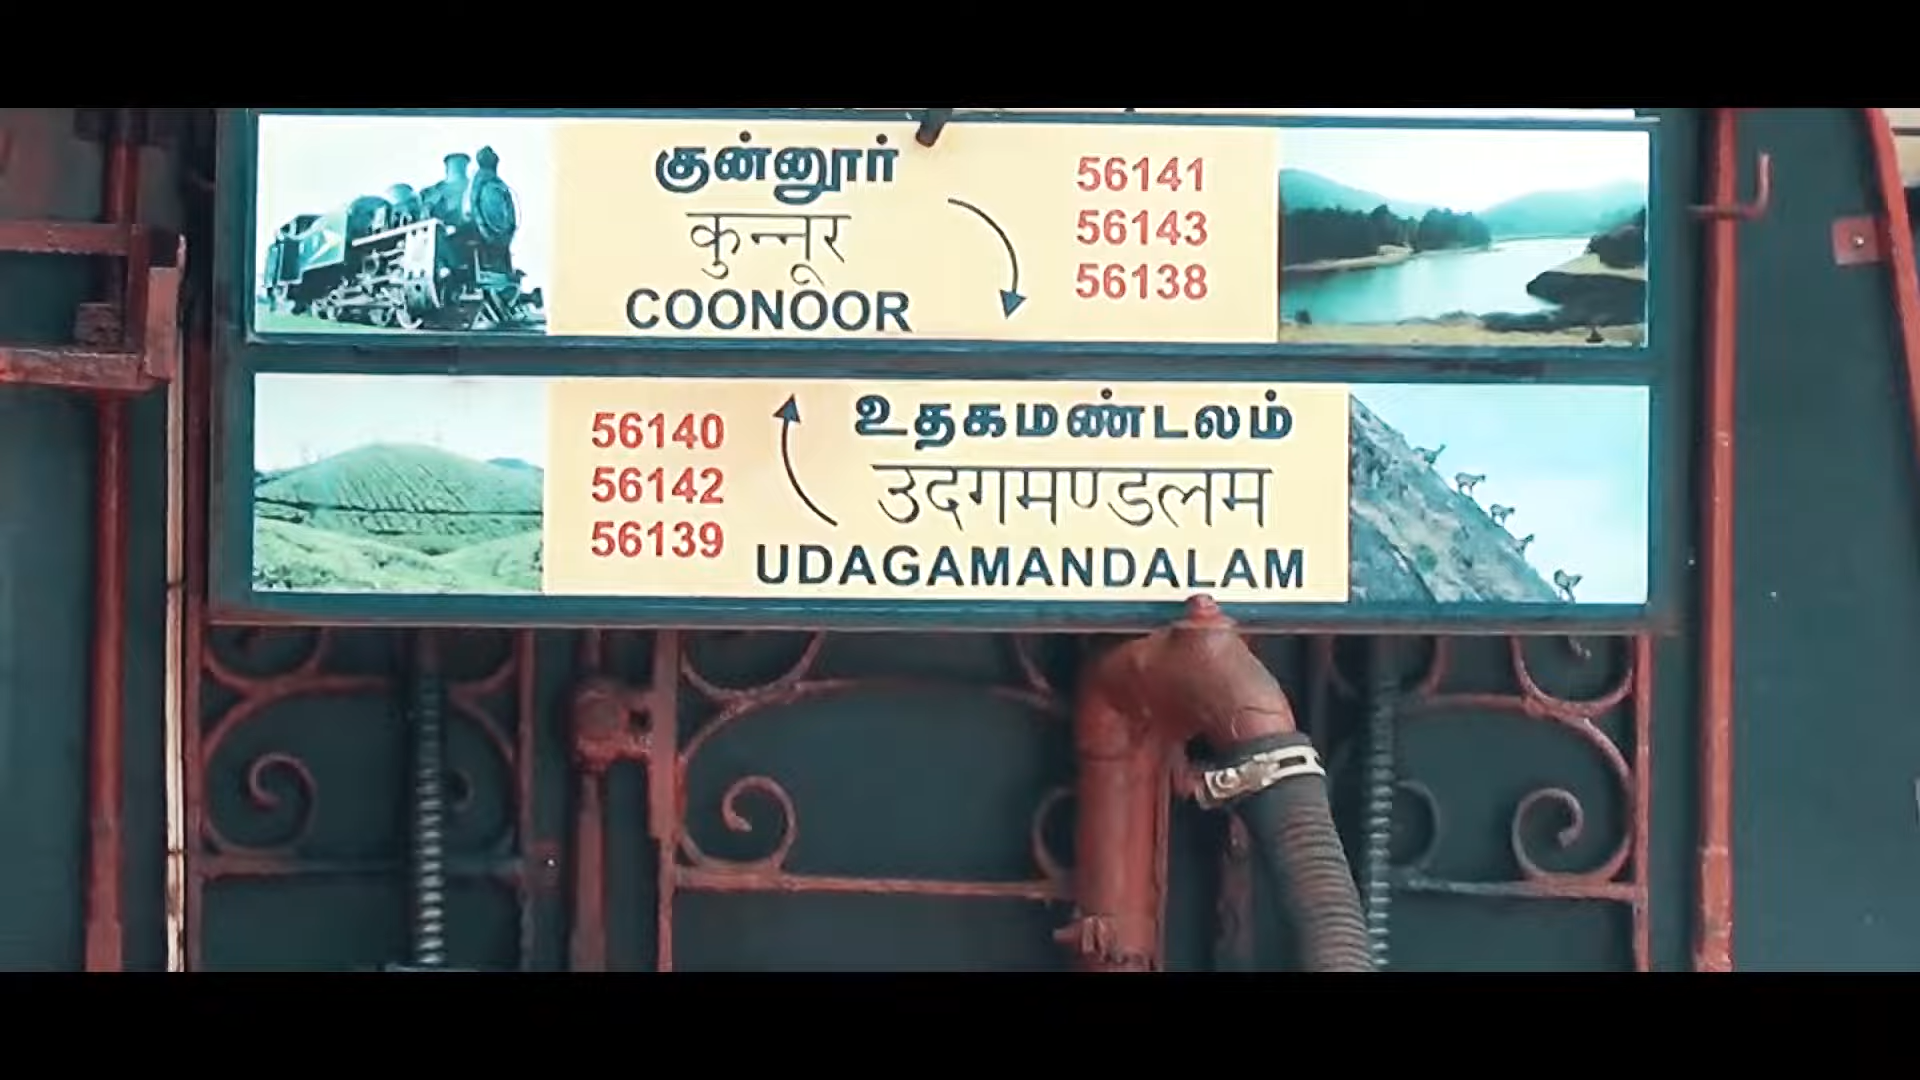 குன்னூர்
कुन्नूर
COONOOR
56141
56143
56138
56140
56142
56139
உதகமண்டலம்
उदगमण्डलम
UDAGAMANDALAM